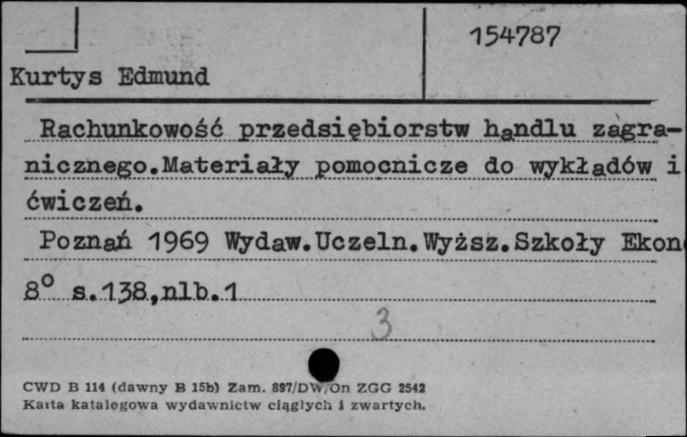 154787
Kurtys Edmund
Rachunkowość przedsiębiorstw handlu zagra-
nicznego. Materiały pomocnicze do wykładów i
ćwiczeń.
Poznań 1969 Wydaw. Uczeln. Wyższ. Szkoły Ekon
8° s. 138, nlb. 1
3
CWD B 114 (dawny B 15b) Zam. 897/DW/On ZGG 2542
Karta katalogowa wydawnictw ciągłych i zwartych.